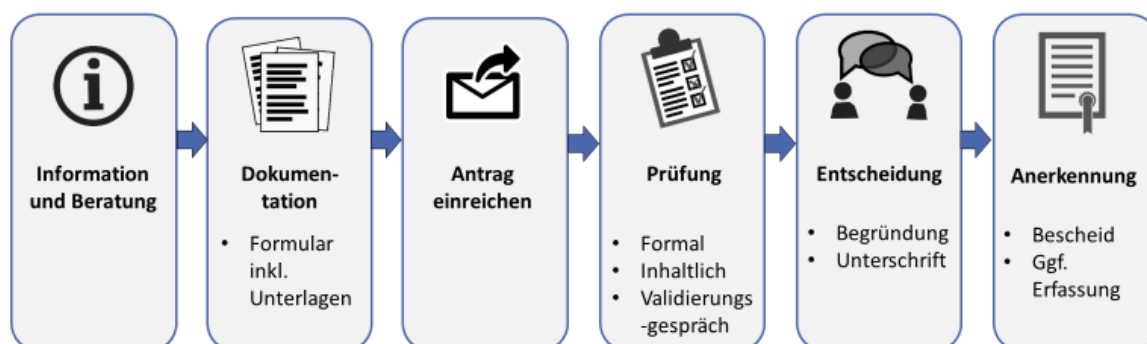 Information
und Beratung
Dokumen-
tation
• Formular
inkl.
Unterlagen
Antrag
einreichen
Prüfung
• Formal
• Inhaltlich
• Validierungs
-gespräch
Entscheidung
• Begründung
• Unterschrift
Anerkennung
• Bescheid
• Ggf.
Erfassung